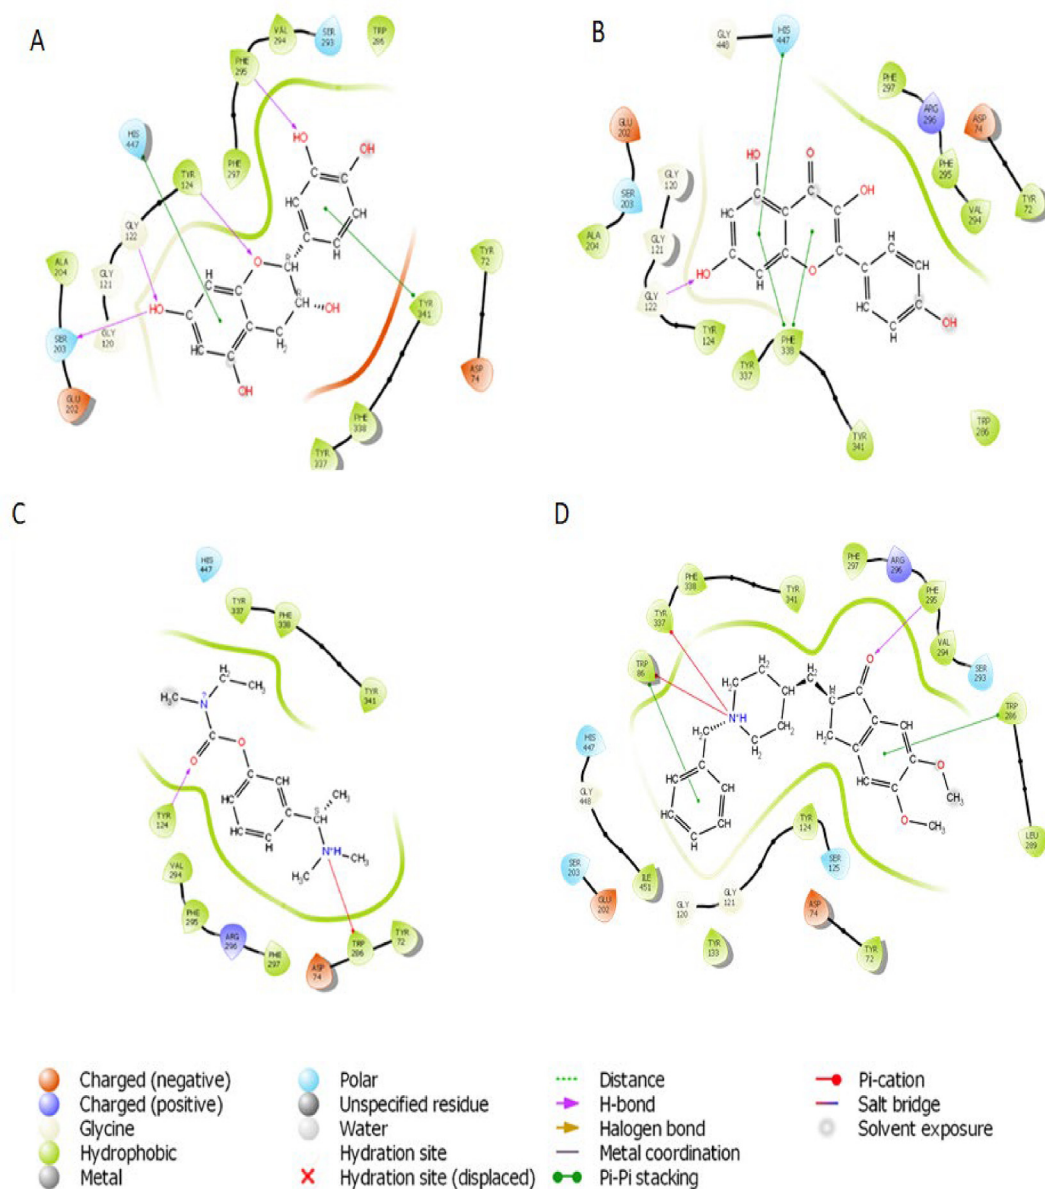 A
VAL 294
SER 293
TRP 286
PHE 295
HIS 447
PHE 297
TYR 124
GLY 122
ALA 204
GLY 121
GLY 120
SER 203
GLU 202
HO
OH
HO
OH
OH
O
R
R
CH
C
H
H2
TYR 72
TYR 341
ASP 74
PHE 338
TYR 337
B
GLY 448
HIS 447
PHE 297
ARG 296
ASP 74
GLU 202
PHE 295
TYR 72
SER 203
GLY 120
VAL 294
ALA 204
GLY 121
GLY 122
TYR 124
TYR 337
PHE 338
TYR 341
TRP 286
HO
O
OH
HO
O
OH
C
HC
CH
H
C
HIS 447
TYR 337
PHE 338
TYR 341
H3C
N
H2
C
CH3
O
O
HC
CH
H
CH3
S
N+H
CH3
H3C
TYR 124
VAL 294
PHE 295
ARG 296
PHE 297
ASP 74
TRP 286
TYR 72
D
PHE 297
ARG 296
PHE 338
TYR 341
PHE 295
TYR 337
VAL 294
SER 293
TRP 86
TRP 286
HIS 447
GLY 448
TYR 124
SER 125
LEU 289
SER 203
GLU 202
ILE 451
GLY 120
GLY 121
TYR 133
ASP 74
TYR 72
O
H2
H2C
N+H
CH2
H2
HC
CH
C
H
R
O
CH3
O
CH3
Charged (negative)
Polar
Distance
Pi-cation
Charged (positive)
Unspecified residue
H-bond
Salt bridge
Glycine
Water
Halogen bond
Solvent exposure
Hydrophobic
Hydration site
Metal coordination
Metal
Hydration site (displaced)
Pi-Pi stacking